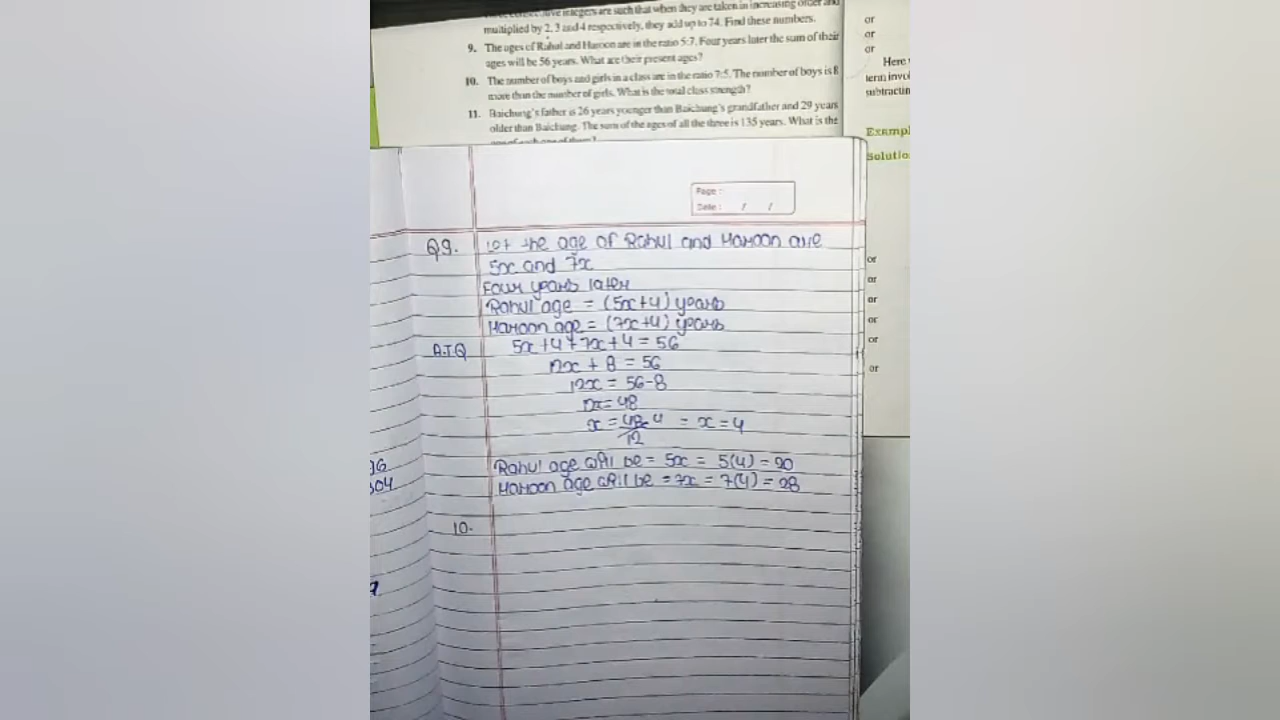 multiplied by 2, 3 and 4 respectively, they add up to 74. Find these numbers.
9. The ages of Rahul and Haroon are in the ratio 5:7. Four years later the sum of their
ages will be 56 years. What are their present ages?
10. The number of boys and girls in a class are in the ratio 7:5. The number of boys is 8
more than the number of girls. What is the total class strength?
11. Baichung's father is 26 years younger than Baichung's grandfather and 29 years
older than Baichung. The sum of the ages of all the three is 135 years. What is the
or
or
or
Here
subtractin
Exampl
Solutio
or
or
or
or
or
or
Page :
Date : / /
Q9. let the age of Rahul and Haroon are
5x and 7x
Four years later
Rahul age = (5x+4) years
Haroon age = (7x+4) years
A.T.Q 5x+4+7x+4 = 56
12x + 8 = 56
12x = 56-8
12x = 48
x = 48 4 = x = 4
12
Rahul age will be = 5x = 5(4) = 20
Haroon age will be = 7x = 7(4) = 28
10.